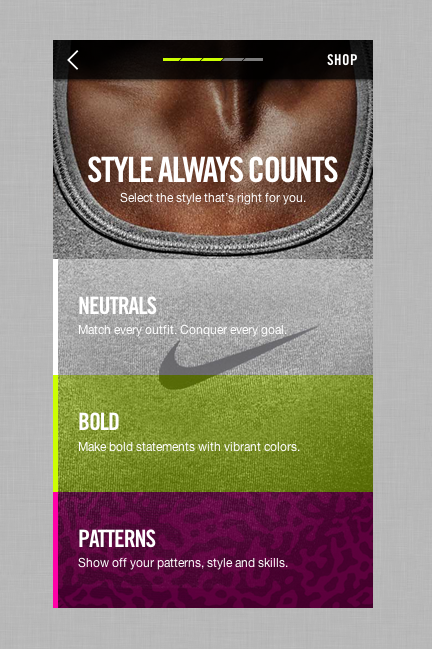 SHOP
STYLE ALWAYS COUNTS
Select the style that's right for you.
NEUTRALS
Match every outfit. Conquer every goal.
BOLD
Make bold statements with vibrant colors.
PATTERNS
Show off your patterns, style and skills.